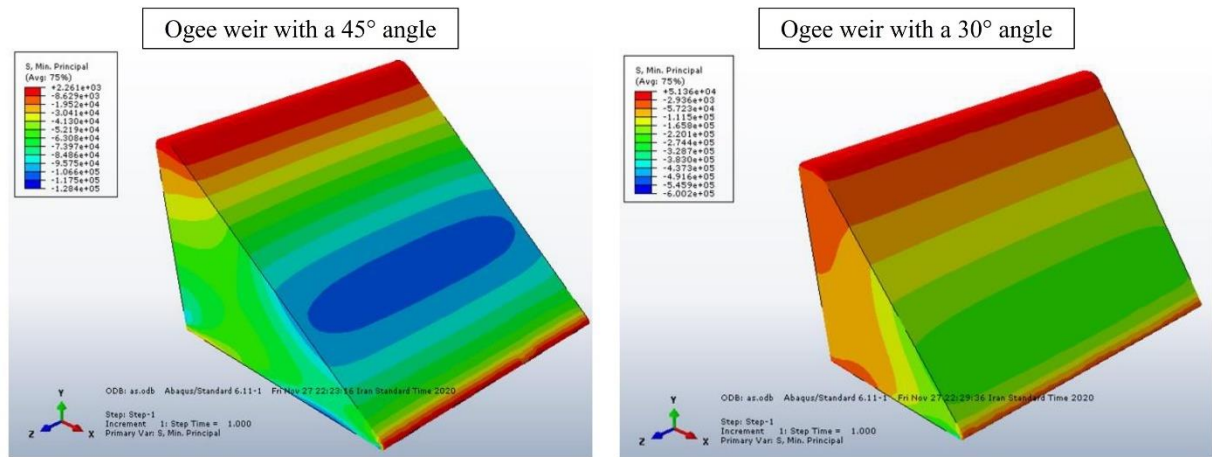 Ogee weir with a 45° angle
S, Min. Principal
(Avg: 75%)
+2.261e+03
-8.629e+03
-1.952e+04
-3.041e+04
-4.130e+04
-5.219e+04
-6.308e+04
-7.397e+04
-8.486e+04
-9.575e+04
-1.066e+05
-1.175e+05
-1.284e+05
Y
Z
X
ODB: as.odb Abaqus/Standard 6.11-1 Fri Nov 27 22:23:16 Iran Standard Time 2020
Step: Step-1
Increment 1: Step Time = 1.000
Primary Var: S, Min. Principal
Ogee weir with a 30° angle
S, Min. Principal
(Avg: 75%)
+5.136e+04
-2.936e+03
-5.723e+04
-1.115e+05
-1.658e+05
-2.201e+05
-2.744e+05
-3.287e+05
-3.830e+05
-4.373e+05
-4.916e+05
-5.459e+05
-6.002e+05
Y
Z
X
ODB: as.odb Abaqus/Standard 6.11-1 Fri Nov 27 22:29:36 Iran Standard Time 2020
Step: Step-1
Increment 1: Step Time = 1.000
Primary Var: S, Min. Principal